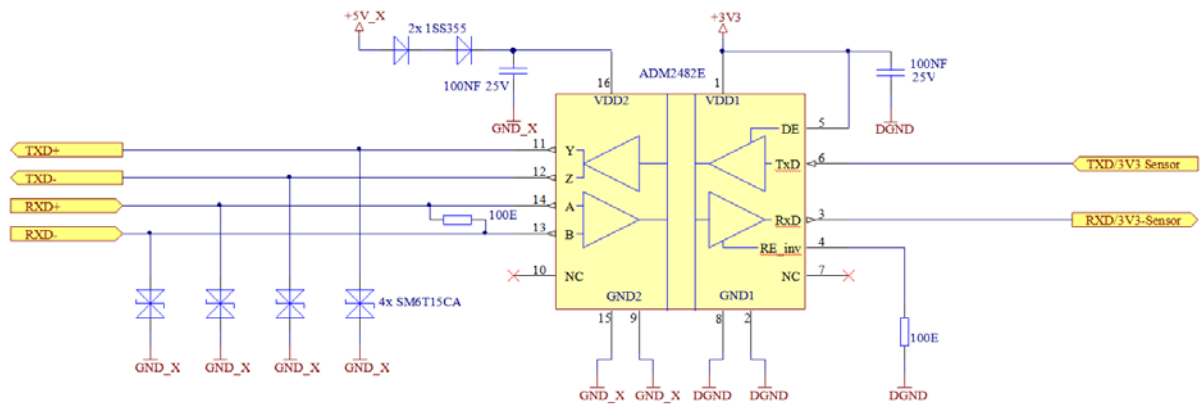 +5V_X
2x 1SS355
+3V3
100NF 25V
16
ADM2482E
1
100NF
25V
VDD2
VDD1
GND_X
DE
5
DGND
TXD+
11
Y
TxD
6
TXD/3V3 Sensor
TXD-
12
Z
RXD+
14
A
100E
RxD
3
RXD/3V3-Sensor
RXD-
13
B
RE_inv
4
10
NC
NC
7
4x SM6T15CA
GND2
GND1
15
9
8
2
100E
GND_X
GND_X
GND_X
GND_X
GND_X
GND_X
DGND
DGND
DGND